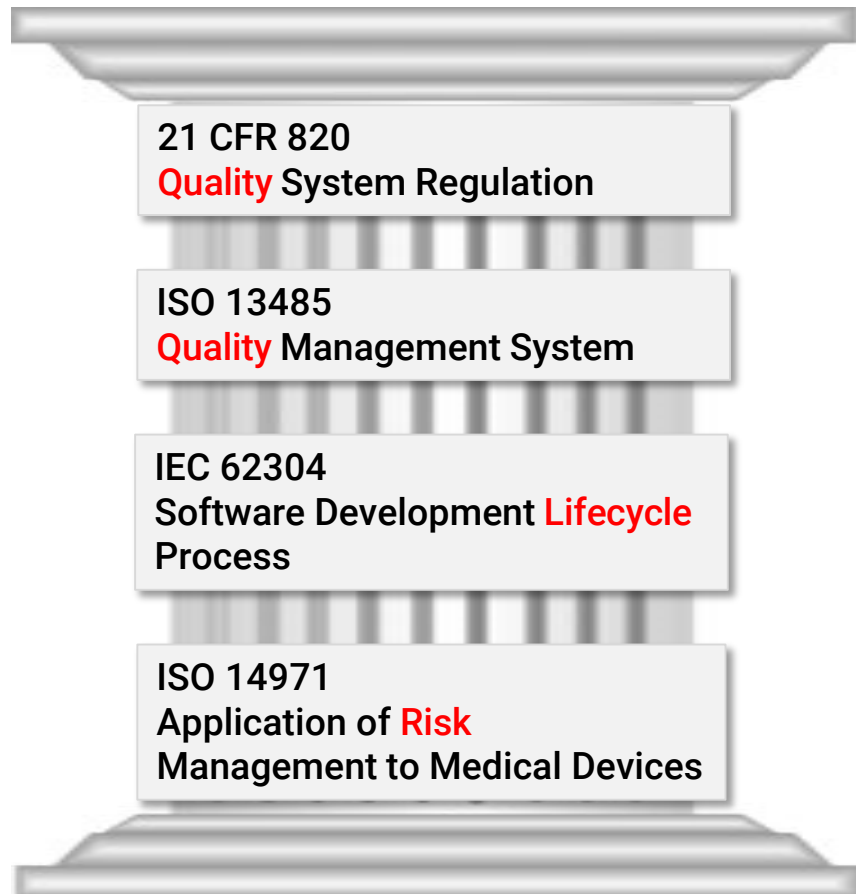 21 CFR 820
Quality System Regulation
ISO 13485
Quality Management System
IEC 62304
Software Development Lifecycle
Process
ISO 14971
Application of Risk
Management to Medical Devices